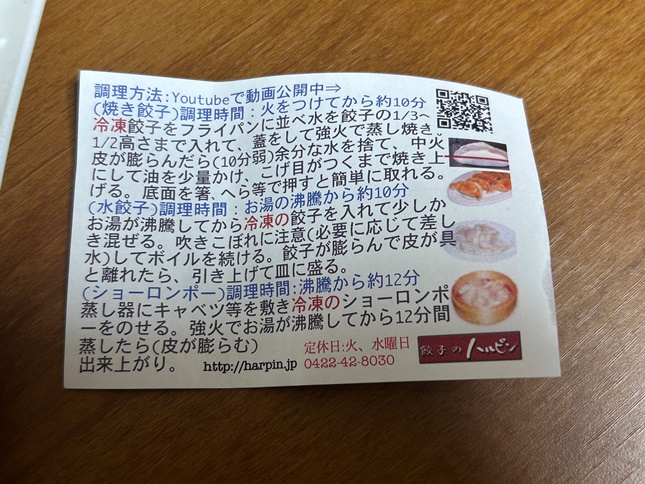 調理方法:Youtubeで動画公開中⇒
(焼き餃子)調理時間:火をつけてから約10分
冷凍餃子をフライパンに並べ水を餃子の1/3~
1/2高さまで入れて、蓋をして強火で蒸し焼き。
皮が膨らんだら(10分弱)余分な水を捨て、中火
にして油を少量かけ、こげ目がつくまで焼き上
げる。底面を箸、へら等で押すと簡単に取れる。
(水餃子)調理時間:お湯の沸騰から約10分
お湯が沸騰してから冷凍の餃子を入れて少しか
き混ぜる。吹きこぼれに注意(必要に応じて差し
水)してボイルを続ける。餃子が膨らんで皮が具
と離れたら、引き上げて皿に盛る。
(ショーロンポー)調理時間:沸騰から約12分
蒸し器にキャベツ等を敷き冷凍のショーロンポ
ーをのせる。強火でお湯が沸騰してから12分間
蒸したら(皮が膨らむ)
出来上がり。
http://harpin.jp
定休日:火、水曜日
0422-42-8030
餃子のハルピン